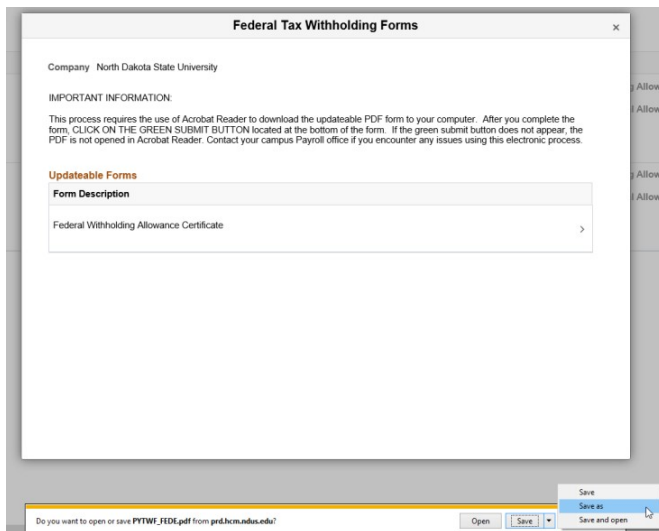 Federal Tax Withholding Forms
×
Company North Dakota State University
IMPORTANT INFORMATION:
This process requires the use of Acrobat Reader to download the updateable PDF form to your computer. After you complete the
form, CLICK ON THE GREEN SUBMIT BUTTON located at the bottom of the form. If the green submit button does not appear, the
PDF is not opened in Acrobat Reader. Contact your campus Payroll office if you encounter any issues using this electronic process.
Updateable Forms
Form Description
Federal Withholding Allowance Certificate
Allow
Allow
Allow
Allow
Save
Save as
Save and open
Do you want to open or save PYTWF_FEDE.pdf from prd.hcm.ndus.edu?
Open
Save